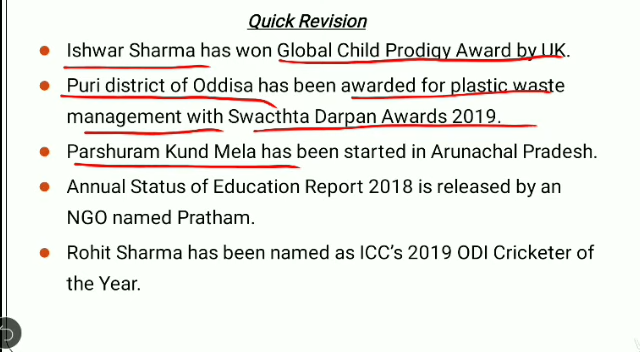 Quick Revision
Ishwar Sharma has won Global Child Prodigy Award by UK.
Puri district of Oddisa has been awarded for plastic waste
management with Swacthta Darpan Awards 2019.
Parshuram Kund Mela has been started in Arunachal Pradesh.
Annual Status of Education Report 2018 is released by an
NGO named Pratham.
Rohit Sharma has been named as ICC's 2019 ODI Cricketer of
the Year.